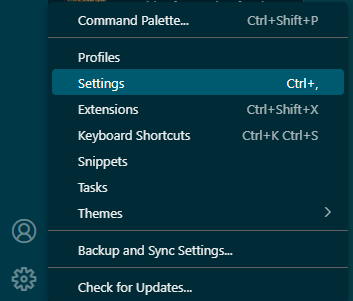 Command Palette... Ctrl+Shift+P
Profiles
Settings Ctrl+,
Extensions Ctrl+Shift+X
Keyboard Shortcuts Ctrl+K Ctrl+S
Snippets
Tasks
Themes
Backup and Sync Settings...
Check for Updates...